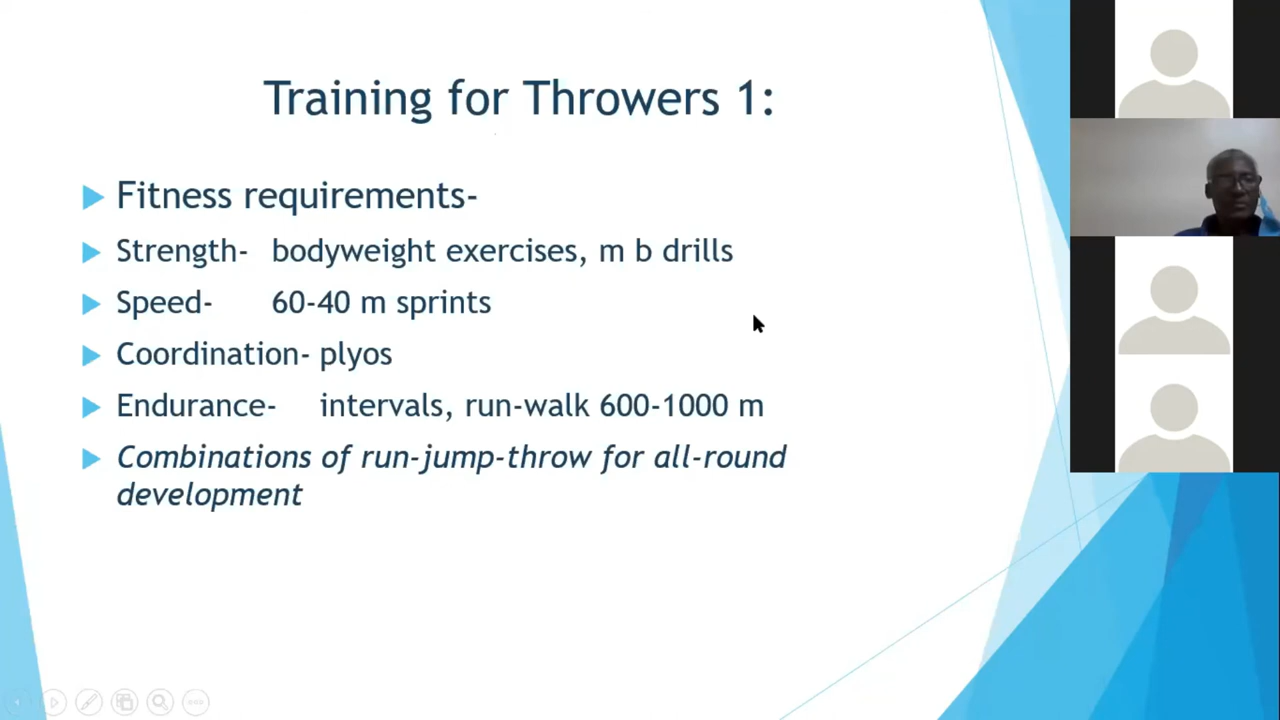 Training for Throwers 1:
Fitness requirements-
Strength- bodyweight exercises, m b drills
Speed- 60-40 m sprints
Coordination- plyos
Endurance- intervals, run-walk 600-1000 m
Combinations of run-jump-throw for all-round
development